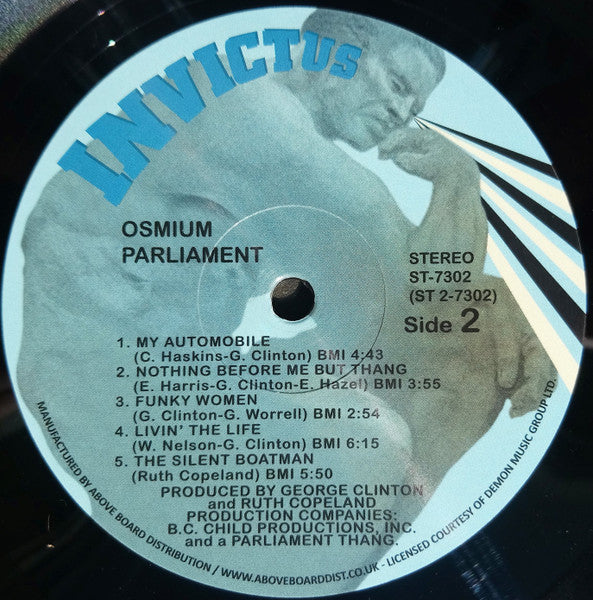 INVICTUS
OSMIUM
PARLIAMENT
STEREO
ST-7302
(ST 2-7302)
Side 2
1. MY AUTOMOBILE
(C. Haskins-G. Clinton) BMI 4:43
2. NOTHING BEFORE ME BUT THANG
(E. Harris-G. Clinton-E. Hazel) BMI 3:55
3. FUNKY WOMEN
(G. Clinton-G. Worrell) BMI 2:54
4. LIVIN' THE LIFE
(W. Nelson-G. Clinton) BMI 6:15
5. THE SILENT BOATMAN
(Ruth Copeland) BMI 5:50
PRODUCED BY GEORGE CLINTON
and RUTH COPELAND
PRODUCTION COMPANIES:
B.C. CHILD PRODUCTIONS, INC.
and a PARLIAMENT THANG.
MANUFACTURED BY ABOVE BOARD DISTRIBUTION / WWW.ABOVEBOARDDIST.CO.UK - LICENSED COURTESY OF DEMON MUSIC GROUP LTD.